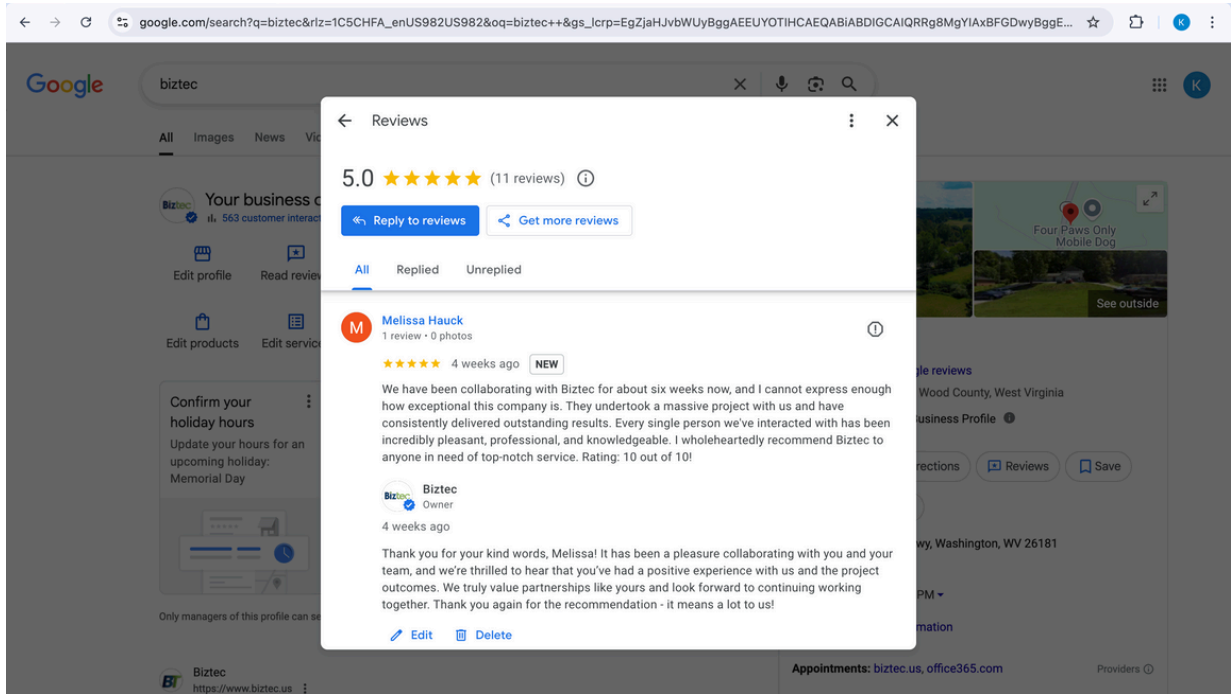 google.com/search?q=biztec&rlz=1C5CHFA_enUS982US982&oq=biztec++&gs_lcrp=EgZjaHJvbWUyBggAEEUYOTIHCAEQABiABDIGCAIQRRg8MgYIAxBFGDwyBggE...
K
Google
biztec
K
All Images News Vid
Biztec
Your business o
563 customer interact
Edit profile Read review
Edit products Edit service
Confirm your
holiday hours
Update your hours for an
upcoming holiday:
Memorial Day
Only managers of this profile can se
BT
Biztec
https://www.biztec.us
Reviews
5.0 (11 reviews)
Reply to reviews Get more reviews
All Replied Unreplied
M
Melissa Hauck
1 review • 0 photos
4 weeks ago NEW
We have been collaborating with Biztec for about six weeks now, and I cannot express enough
how exceptional this company is. They undertook a massive project with us and have
consistently delivered outstanding results. Every single person we've interacted with has been
incredibly pleasant, professional, and knowledgeable. I wholeheartedly recommend Biztec to
anyone in need of top-notch service. Rating: 10 out of 10!
Biztec
Biztec
Owner
4 weeks ago
Thank you for your kind words, Melissa! It has been a pleasure collaborating with you and your
team, and we're thrilled to hear that you've had a positive experience with us and the project
outcomes. We truly value partnerships like yours and look forward to continuing working
together. Thank you again for the recommendation - it means a lot to us!
Edit Delete
Four Paws Only
Mobile Dog
See outside
gle reviews
Wood County, West Virginia
usiness Profile
rections Reviews Save
wy, Washington, WV 26181
PM
mation
Appointments: biztec.us, office365.com
Providers